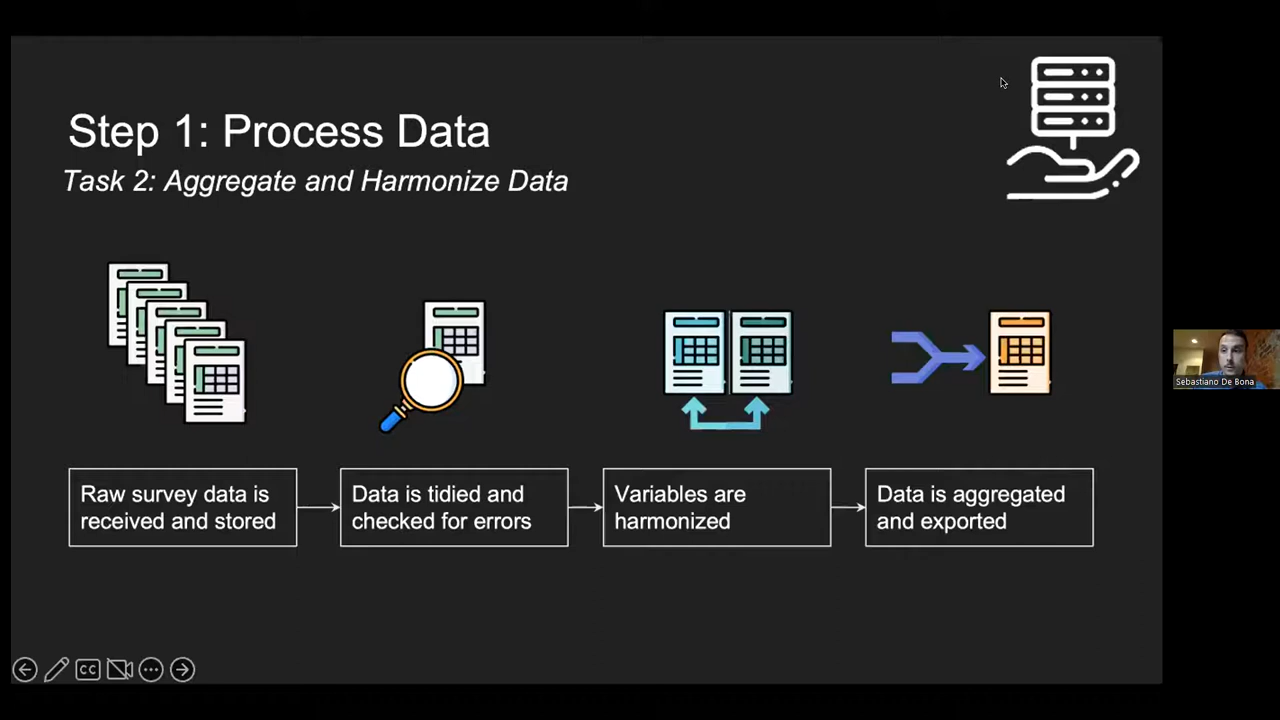 Step 1: Process Data
Task 2: Aggregate and Harmonize Data
Raw survey data is
received and stored
Data is tidied and
checked for errors
Variables are
harmonized
Data is aggregated
and exported
Sebastiano De Bona
CC